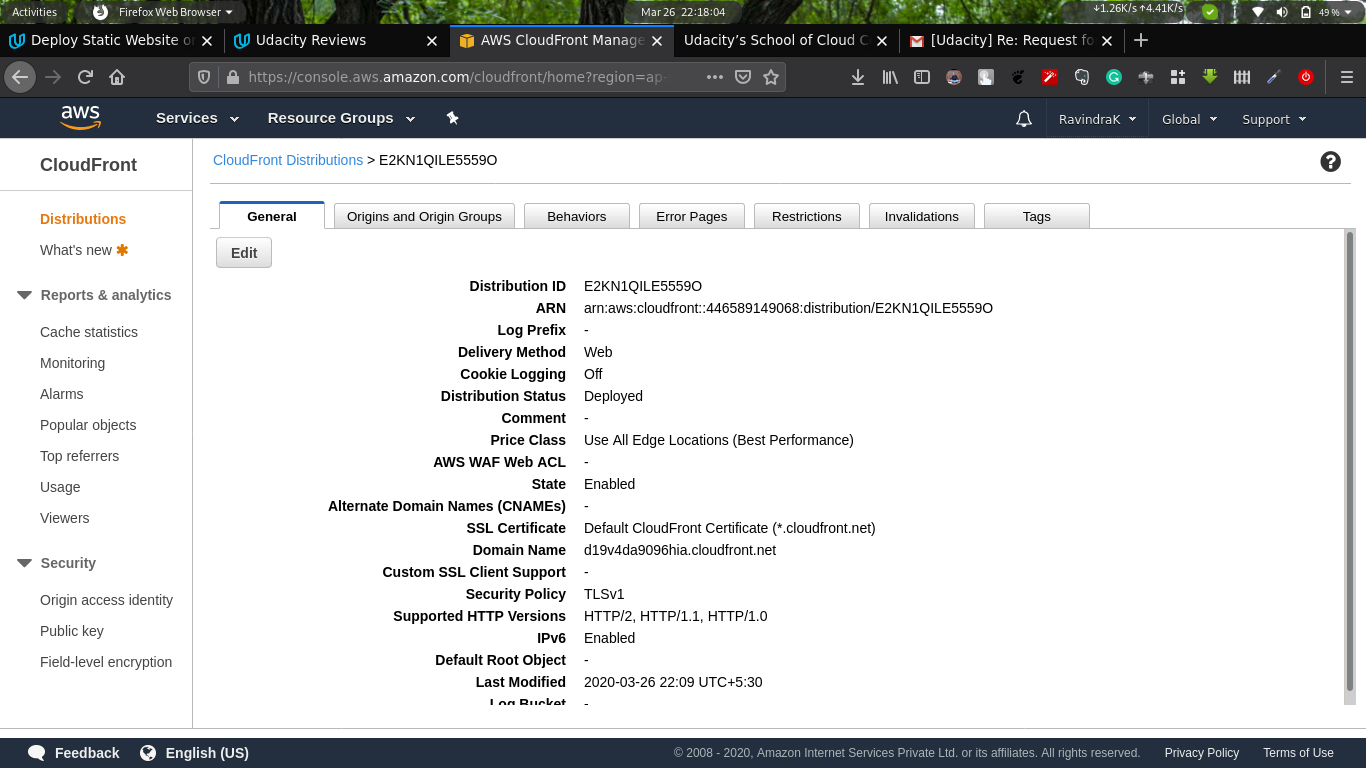 Activities Firefox Web Browser Mar 26 22:18:04 ↓1.26K/s ↑4.41K/s 49 %
Deploy Static Website on Udacity Reviews AWS CloudFront Manage Udacity's School of Cloud C [Udacity] Re: Request fo
https://console.aws.amazon.com/cloudfront/home?region=ap-
aws Services Resource Groups RavindraK Global Support
CloudFront
Distributions
What's new
Reports & analytics
Cache statistics
Monitoring
Alarms
Popular objects
Top referrers
Usage
Viewers
Security
Origin access identity
Public key
Field-level encryption
CloudFront Distributions > E2KN1QILE5559O
General Origins and Origin Groups Behaviors Error Pages Restrictions Invalidations Tags
Edit
Distribution ID E2KN1QILE5559O
ARN arn:aws:cloudfront::446589149068:distribution/E2KN1QILE5559O
Log Prefix -
Delivery Method Web
Cookie Logging Off
Distribution Status Deployed
Comment -
Price Class Use All Edge Locations (Best Performance)
AWS WAF Web ACL -
State Enabled
Alternate Domain Names (CNAMEs) -
SSL Certificate Default CloudFront Certificate (*.cloudfront.net)
Domain Name d19v4da9096hia.cloudfront.net
Custom SSL Client Support -
Security Policy TLSv1
Supported HTTP Versions HTTP/2, HTTP/1.1, HTTP/1.0
IPv6 Enabled
Default Root Object -
Last Modified 2020-03-26 22:09 UTC+5:30
Log Bucket -
Feedback English (US) © 2008 - 2020, Amazon Internet Services Private Ltd. or its affiliates. All rights reserved. Privacy Policy Terms of Use